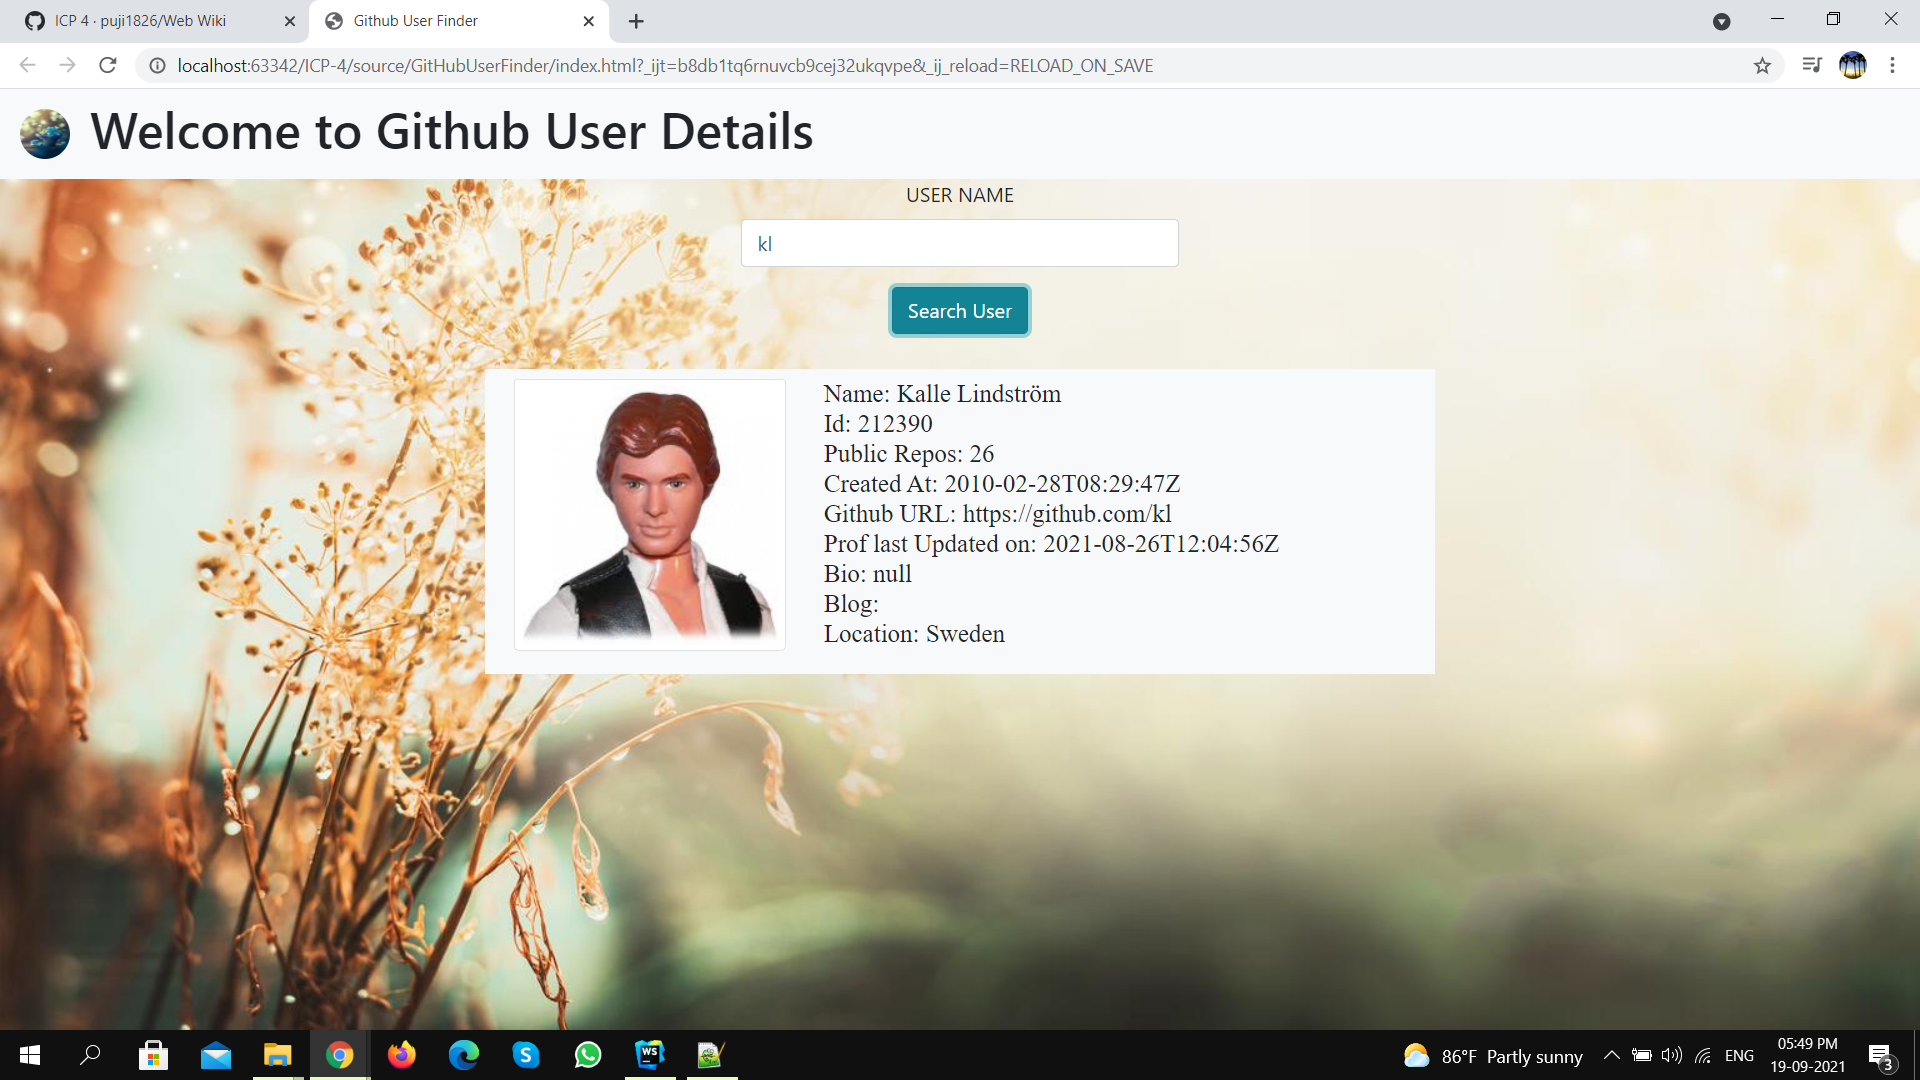 ICP 4 · puji1826/Web Wiki
Github User Finder
localhost:63342/ICP-4/source/GitHubUserFinder/index.html?_ijt=b8db1tq6rnuvcb9cej32ukqvpe&_ij_reload=RELOAD_ON_SAVE
Welcome to Github User Details
USER NAME
kl
Search User
Name: Kalle Lindström
Id: 212390
Public Repos: 26
Created At: 2010-02-28T08:29:47Z
Github URL: https://github.com/kl
Prof last Updated on: 2021-08-26T12:04:56Z
Bio: null
Blog:
Location: Sweden
WS
86°F Partly sunny
ENG
05:49 PM
19-09-2021
3